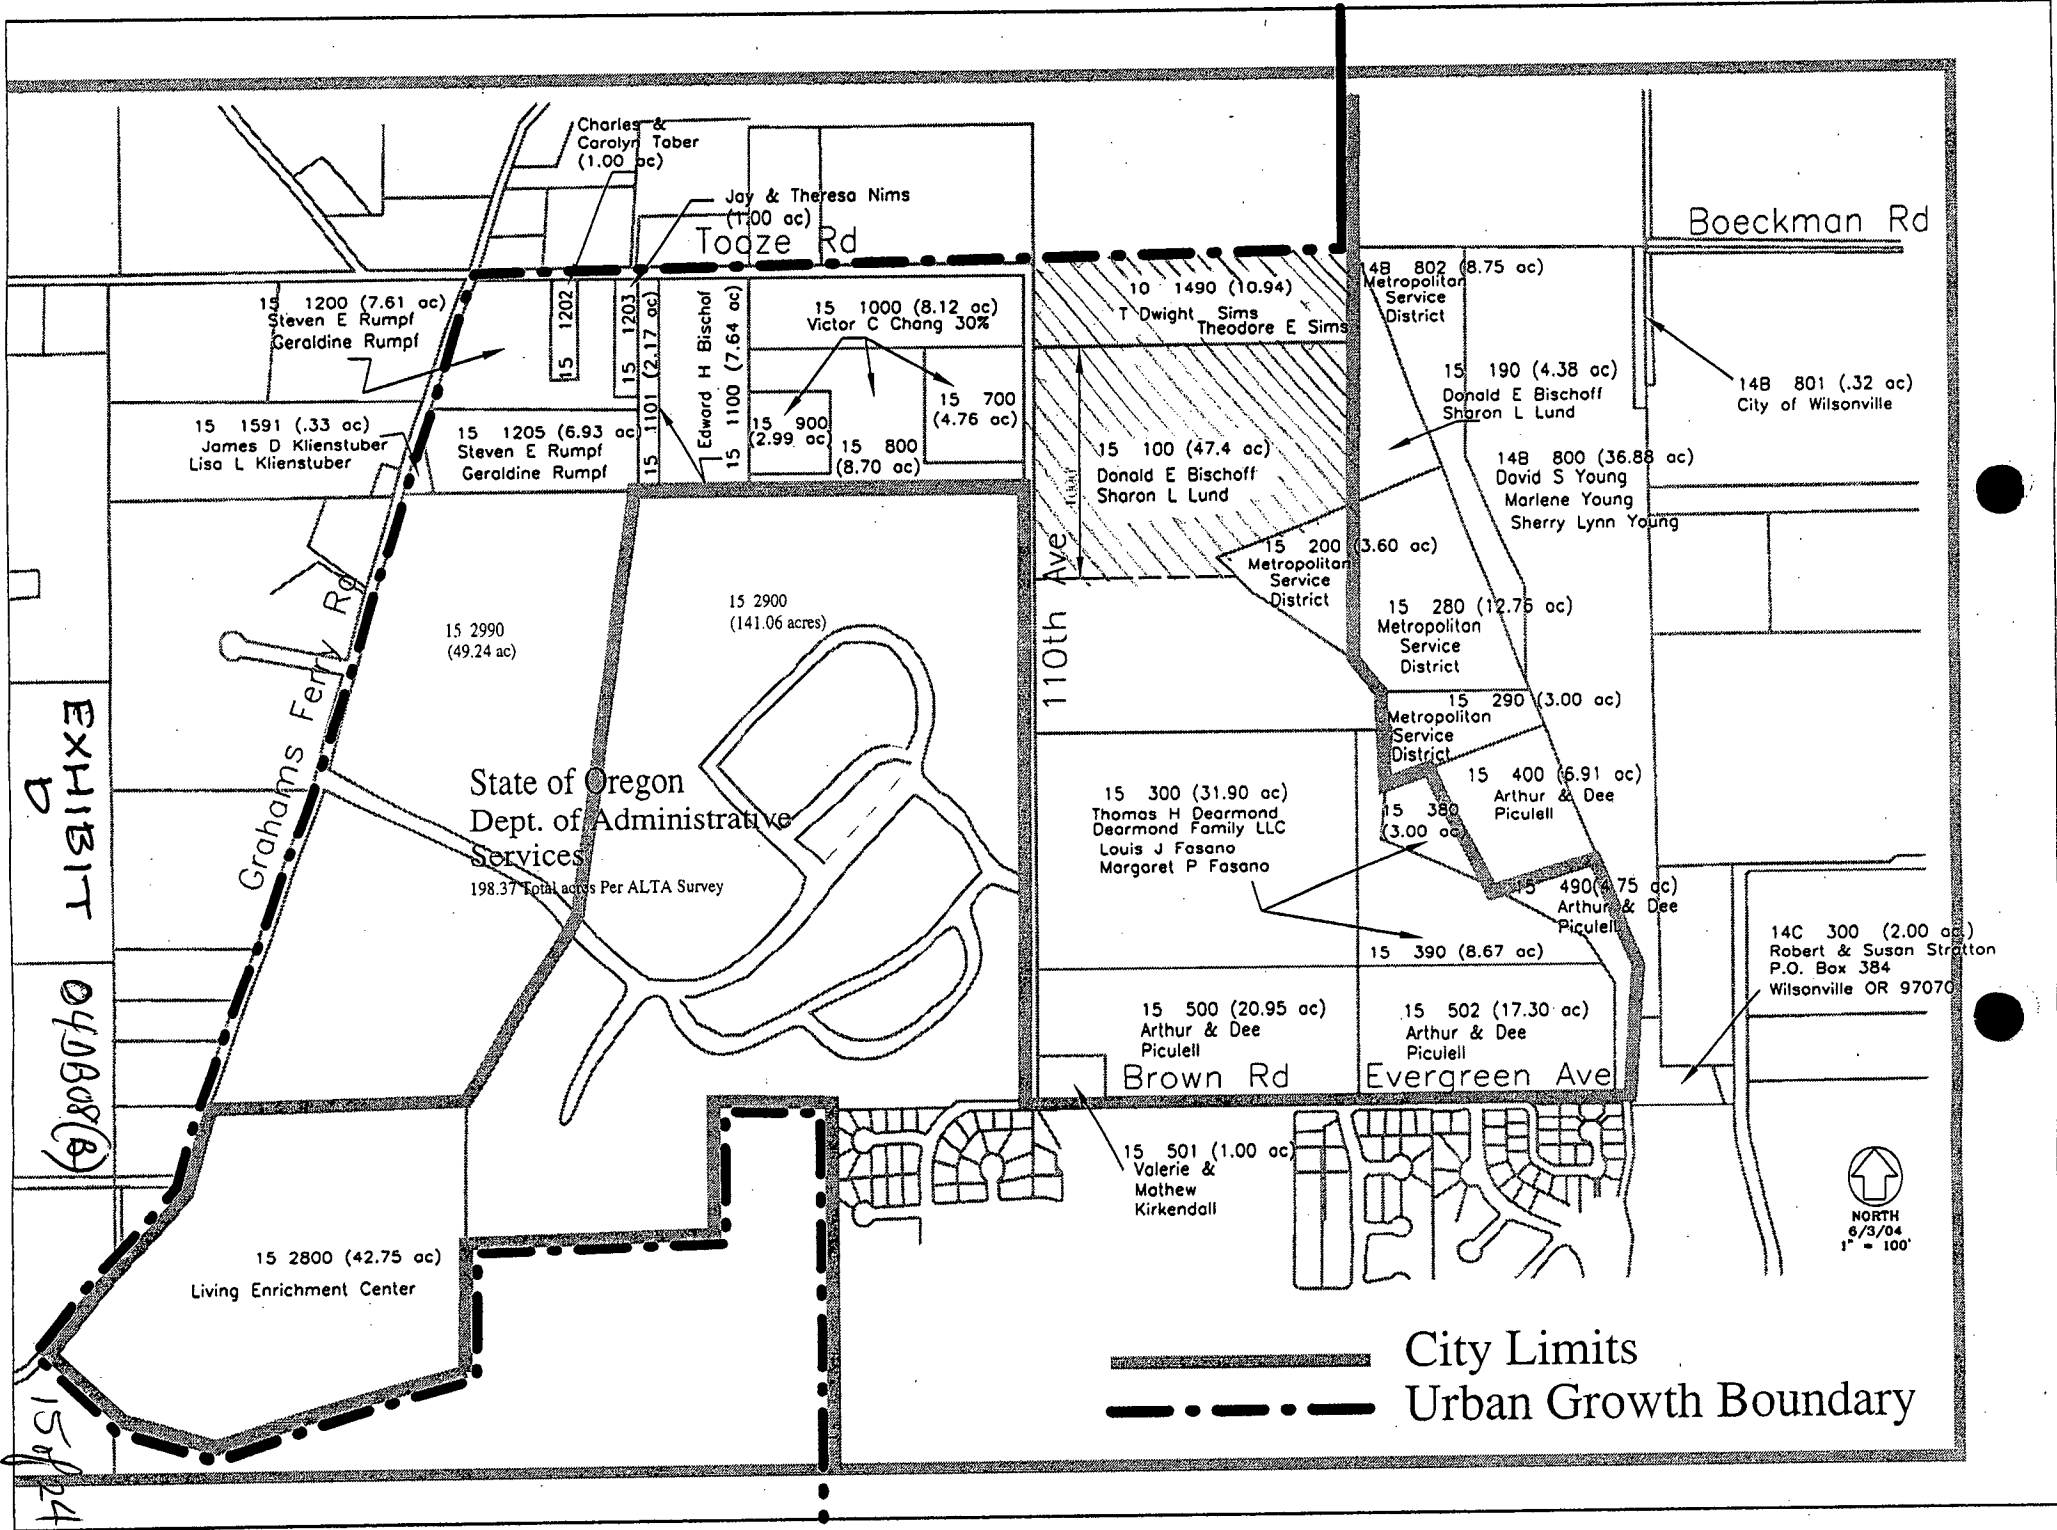 Charles &
Carolyn Taber
(1.00 ac)
Jay & Theresa Nims
(1.00 ac)
Tooze Rd
Boeckman Rd
15 1200 (7.61 ac)
Steven E Rumpf
Geraldine Rumpf
15 1202
15 1203
15 1101 (2.17 ac)
Edward H Bischof
15 1100 (7.64 ac)
15 1000 (8.12 ac)
Victor C Chang 30%
10 1490 (10.94)
T Dwight Sims
Theodore E Sims
14B 802 (8.75 ac)
Metropolitan
Service
District
15 190 (4.38 ac)
Donald E Bischoff
Sharon L Lund
14B 801 (.32 ac)
City of Wilsonville
15 1591 (.33 ac)
James D Klienstuber
Lisa L Klienstuber
15 1205 (6.93 ac
Steven E Rumpf
Geraldine Rumpf
15 900
(2.99 ac)
15 800
(8.70 ac)
15 700
(4.76 ac)
15 100 (47.4 ac)
Donald E Bischoff
Sharon L Lund
14B 800 (36.88 ac)
David S Young
Marlene Young
Sherry Lynn Young
15 200 (3.60 ac)
Metropolitan
Service
District
15 280 (12.76 ac)
Metropolitan
Service
District
15 290 (3.00 ac)
Metropolitan
Service
District
15 2990
(49.24 ac)
15 2900
(141.06 acres)
110th Ave
Grahams Ferry Rd
State of Oregon
Dept. of Administrative
Services
198.37 Total acres Per ALTA Survey
15 300 (31.90 ac)
Thomas H Dearmond
Dearmond Family LLC
Louis J Fasano
Margaret P Fasano
15 380
(3.00 ac
15 400 (6.91 ac)
Arthur & Dee
Piculell
15 490(4.75 ac)
Arthur & Dee
Piculell
15 390 (8.67 ac)
14C 300 (2.00 ac)
Robert & Susan Stratton
P.O. Box 384
Wilsonville OR 97070
15 500 (20.95 ac)
Arthur & Dee
Piculell
15 502 (17.30 ac)
Arthur & Dee
Piculell
Brown Rd
Evergreen Ave
15 501 (1.00 ac)
Valerie &
Mathew
Kirkendall
15 2800 (42.75 ac)
Living Enrichment Center
NORTH
6/3/04
1" = 100'
City Limits
Urban Growth Boundary
EXHIBIT
D
04DB08(B)
15 of 24